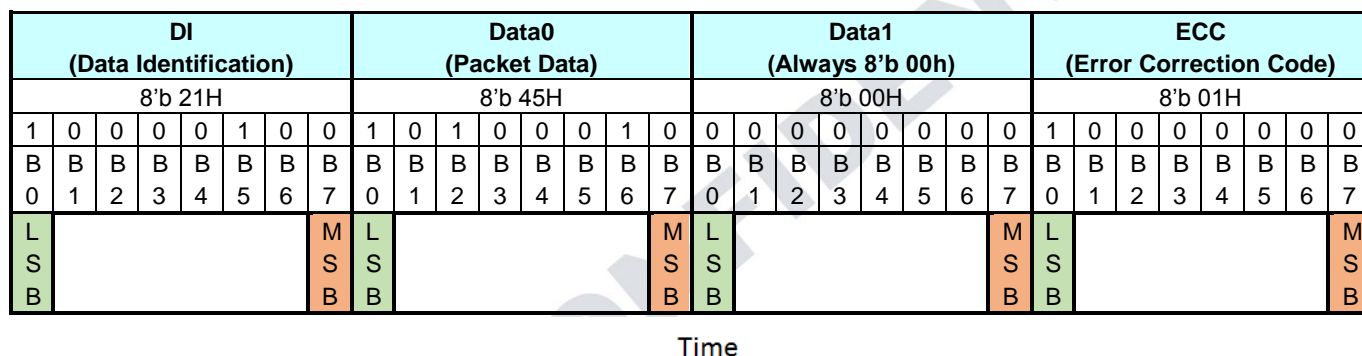 DI Data0 Data1 ECC
(Data Identification) (Packet Data) (Always 8'b 00h) (Error Correction Code)
8'b 21H 8'b 45H 8'b 00H 8'b 01H
1 0 0 0 0 1 0 0 1 0 1 0 0 0 1 0 0 0 0 0 0 0 0 0 1 0 0 0 0 0 0 0
B B B B B B B B B B B B B B B B B B B B B B B B B B B B B B B B
0 1 2 3 4 5 6 7 0 1 2 3 4 5 6 7 0 1 2 3 4 5 6 7 0 1 2 3 4 5 6 7
L M L M L M L M
S S S S S S S S
B B B B B B B B
Time